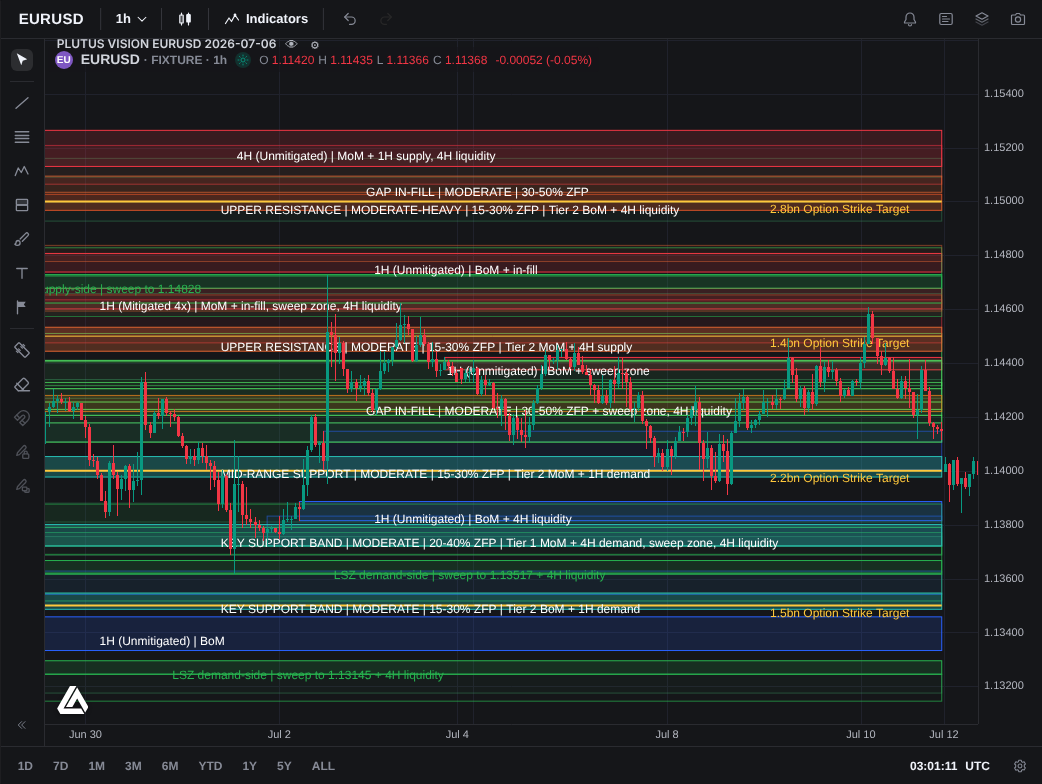 EURUSD 1h Indicators
PLUTUS VISION EURUSD 2026-07-06
EU EURUSD · FIXTURE · 1h O 1.11420 H 1.11435 L 1.11366 C 1.11368 -0.00052 (-0.05%)
1.15400
4H (Unmitigated) | MoM + 1H supply, 4H liquidity
1.15200
GAP IN-FILL | MODERATE | 30-50% ZFP
1.15000
UPPER RESISTANCE | MODERATE-HEAVY | 15-30% ZFP | Tier 2 BoM + 4H liquidity
2.8bn Option Strike Target
1.14800
1H (Unmitigated) | BoM + in-fill
upply-side | sweep to 1.14828
1H (Mitigated 4x) | MoM + in-fill, sweep zone, 4H liquidity
1.14600
UPPER RESISTANCE | MODERATE | 15-30% ZFP | Tier 2 MoM + 4H supply
1.4bn Option Strike Target
1.14400
1H (Unmitigated) | BoM + sweep zone
GAP IN-FILL | MODERATE | 30-50% ZFP + sweep zone, 4H liquidity
1.14200
MID-RANGE SUPPORT | MODERATE | 15-30% ZFP | Tier 2 MoM + 1H demand
1.14000
2.2bn Option Strike Target
1H (Unmitigated) | BoM + 4H liquidity
1.13800
KEY SUPPORT BAND | MODERATE | 20-40% ZFP | Tier 1 MoM + 4H demand, sweep zone, 4H liquidity
LSZ demand-side | sweep to 1.13517 + 4H liquidity
1.13600
KEY SUPPORT BAND | MODERATE | 15-30% ZFP | Tier 2 BoM + 1H demand
1.5bn Option Strike Target
1H (Unmitigated) | BoM
1.13400
LSZ demand-side | sweep to 1.13145 + 4H liquidity
1.13200
Jun 30 Jul 2 Jul 4 Jul 8 Jul 10 Jul 12
1D 7D 1M 3M 6M YTD 1Y 5Y ALL 03:01:11 UTC